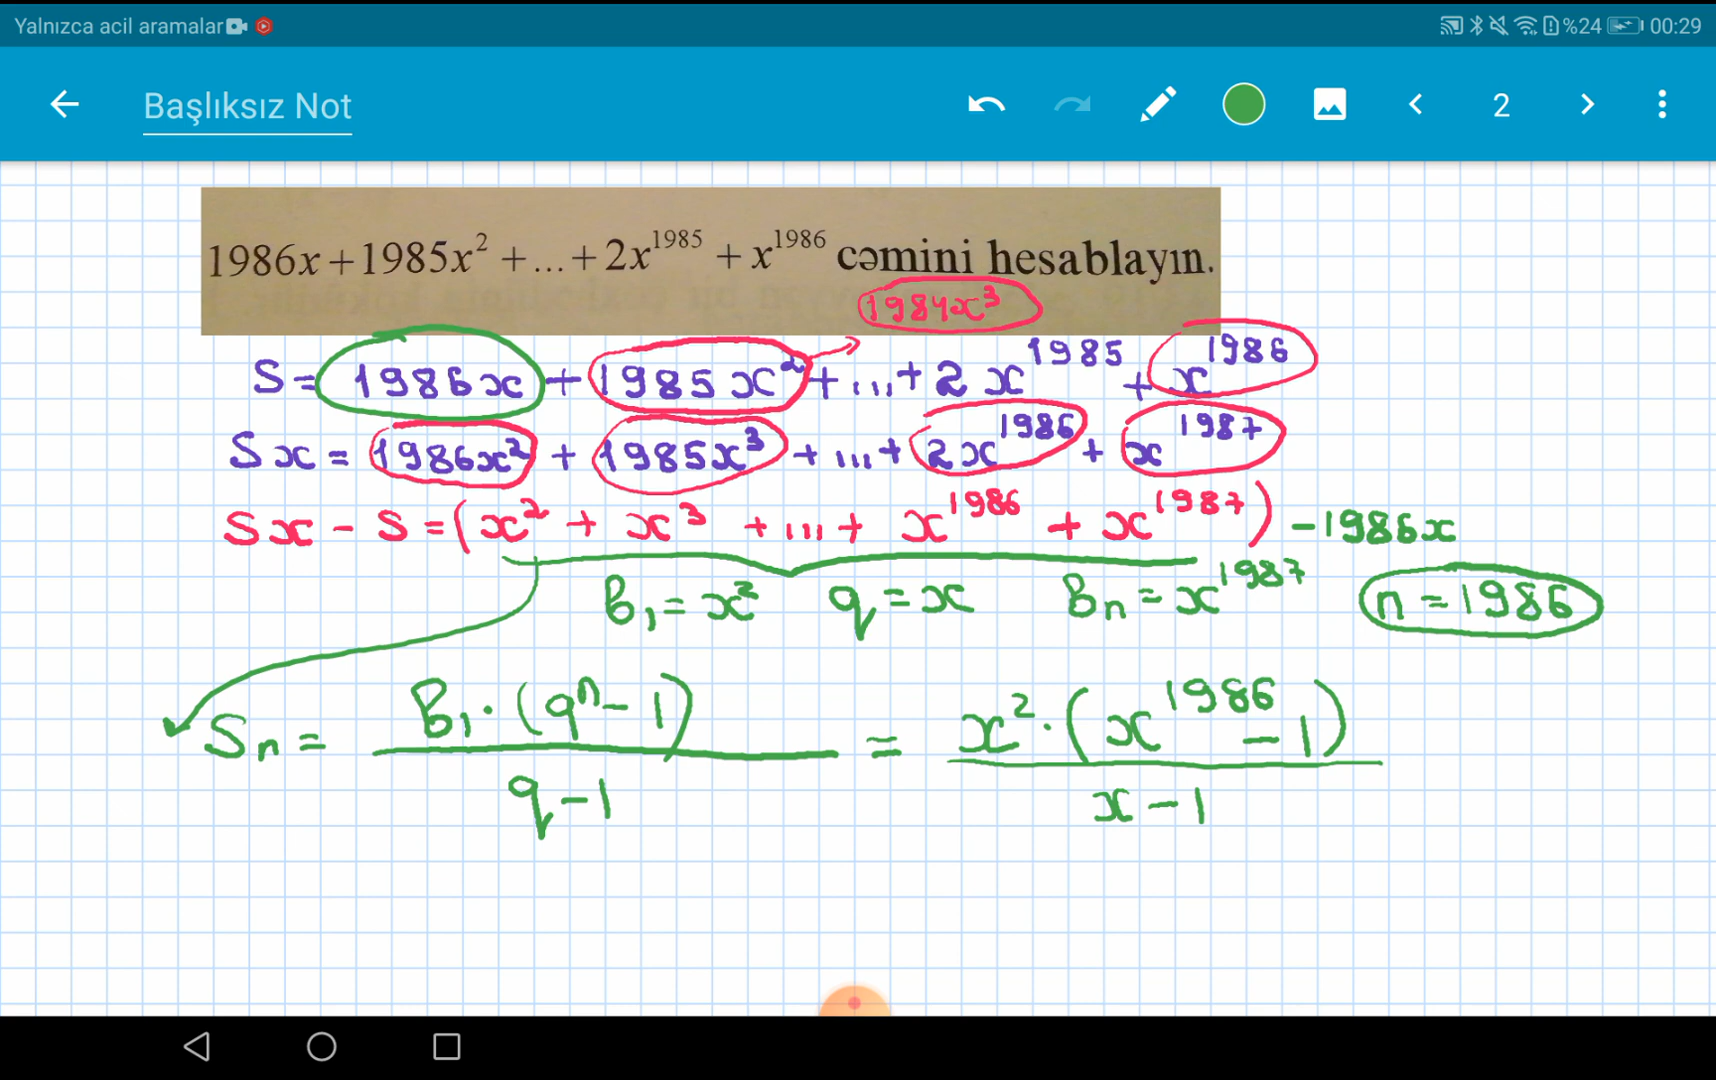 Yalnızca acil aramalar %24 00:29
Başlıksız Not 2
1986x+1985x²+...+2x¹⁹⁸⁵+x¹⁹⁸⁶ cəmini hesablayın.
1984x³
S=1986x+1985x²+...+2x¹⁹⁸⁵+x¹⁹⁸⁶
Sx=1986x²+1985x³+...+2x¹⁹⁸⁶+x¹⁹⁸⁷
Sx-S=(x²+x³+...+x¹⁹⁸⁶+x¹⁹⁸⁷)-1986x
b₁=x² q=x bₙ=x¹⁹⁸⁷ n=1986
Sₙ= b₁·(qⁿ-1) / q-1 = x²·(x¹⁹⁸⁶-1) / x-1